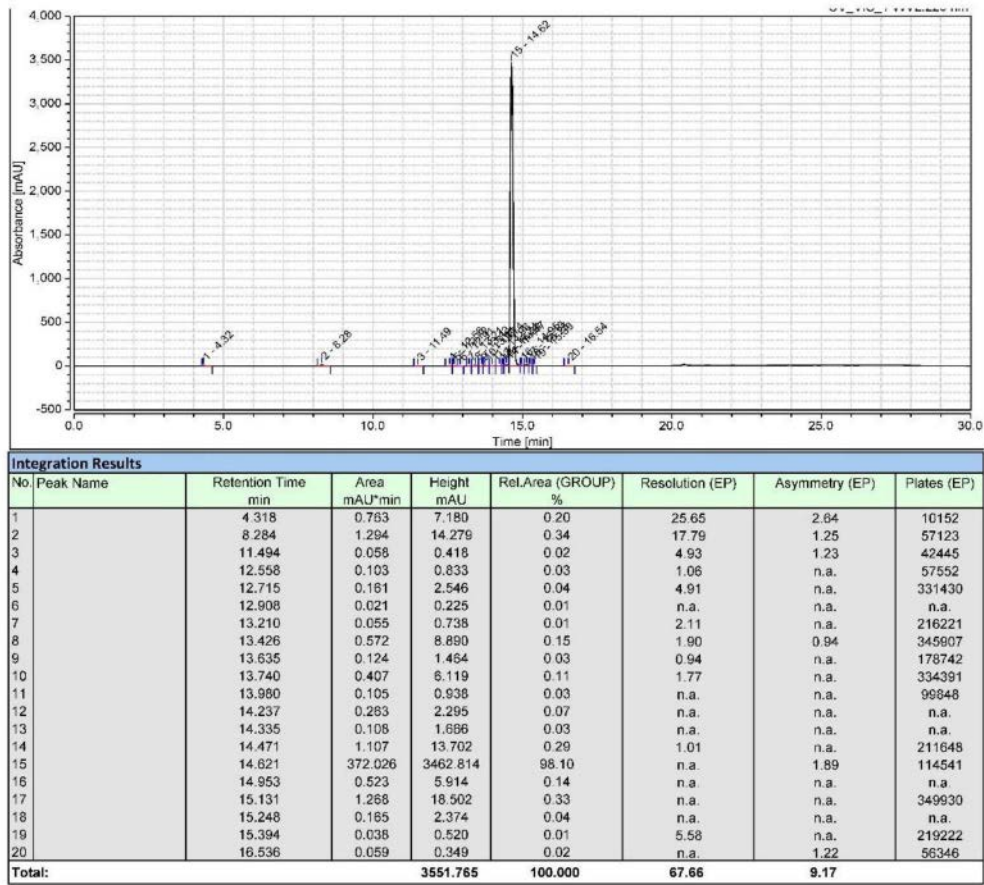 4,000
3,500
3,000
2,500
2,000
1,500
1,000
500
0
-500
Absorbance [mAU]
15 - 14.62
1 - 4.32
2 - 8.28
3 - 11.49
20 - 16.54
0.0 5.0 10.0 15.0 20.0 25.0 30.0
Time [min]
Integration Results
No. Peak Name Retention Time Area Height Rel.Area (GROUP) Resolution (EP) Asymmetry (EP) Plates (EP)
min mAU*min mAU %
1 4.318 0.763 7.180 0.20 25.65 2.64 10152
2 8.284 1.294 14.279 0.34 17.79 1.25 57123
3 11.494 0.058 0.418 0.02 4.93 1.23 42445
4 12.558 0.103 0.833 0.03 1.06 n.a. 57552
5 12.715 0.161 2.546 0.04 4.91 n.a. 331430
6 12.908 0.021 0.225 0.01 n.a. n.a. n.a.
7 13.210 0.055 0.738 0.01 2.11 n.a. 216221
8 13.426 0.572 8.890 0.15 1.90 0.94 345907
9 13.635 0.124 1.464 0.03 0.94 n.a. 178742
10 13.740 0.407 6.119 0.11 1.77 n.a. 334391
11 13.980 0.105 0.938 0.03 n.a. n.a. 99848
12 14.237 0.263 2.295 0.07 n.a. n.a. n.a.
13 14.335 0.108 1.666 0.03 n.a. n.a. n.a.
14 14.471 1.107 13.702 0.29 1.01 n.a. 211648
15 14.621 372.026 3462.814 98.10 n.a. 1.89 114541
16 14.953 0.523 5.914 0.14 n.a. n.a. n.a.
17 15.131 1.268 18.502 0.33 n.a. n.a. 349930
18 15.248 0.165 2.374 0.04 n.a. n.a. n.a.
19 15.394 0.038 0.520 0.01 5.58 n.a. 219222
20 16.536 0.059 0.349 0.02 n.a. 1.22 56346
Total: 3551.765 100.000 67.66 9.17